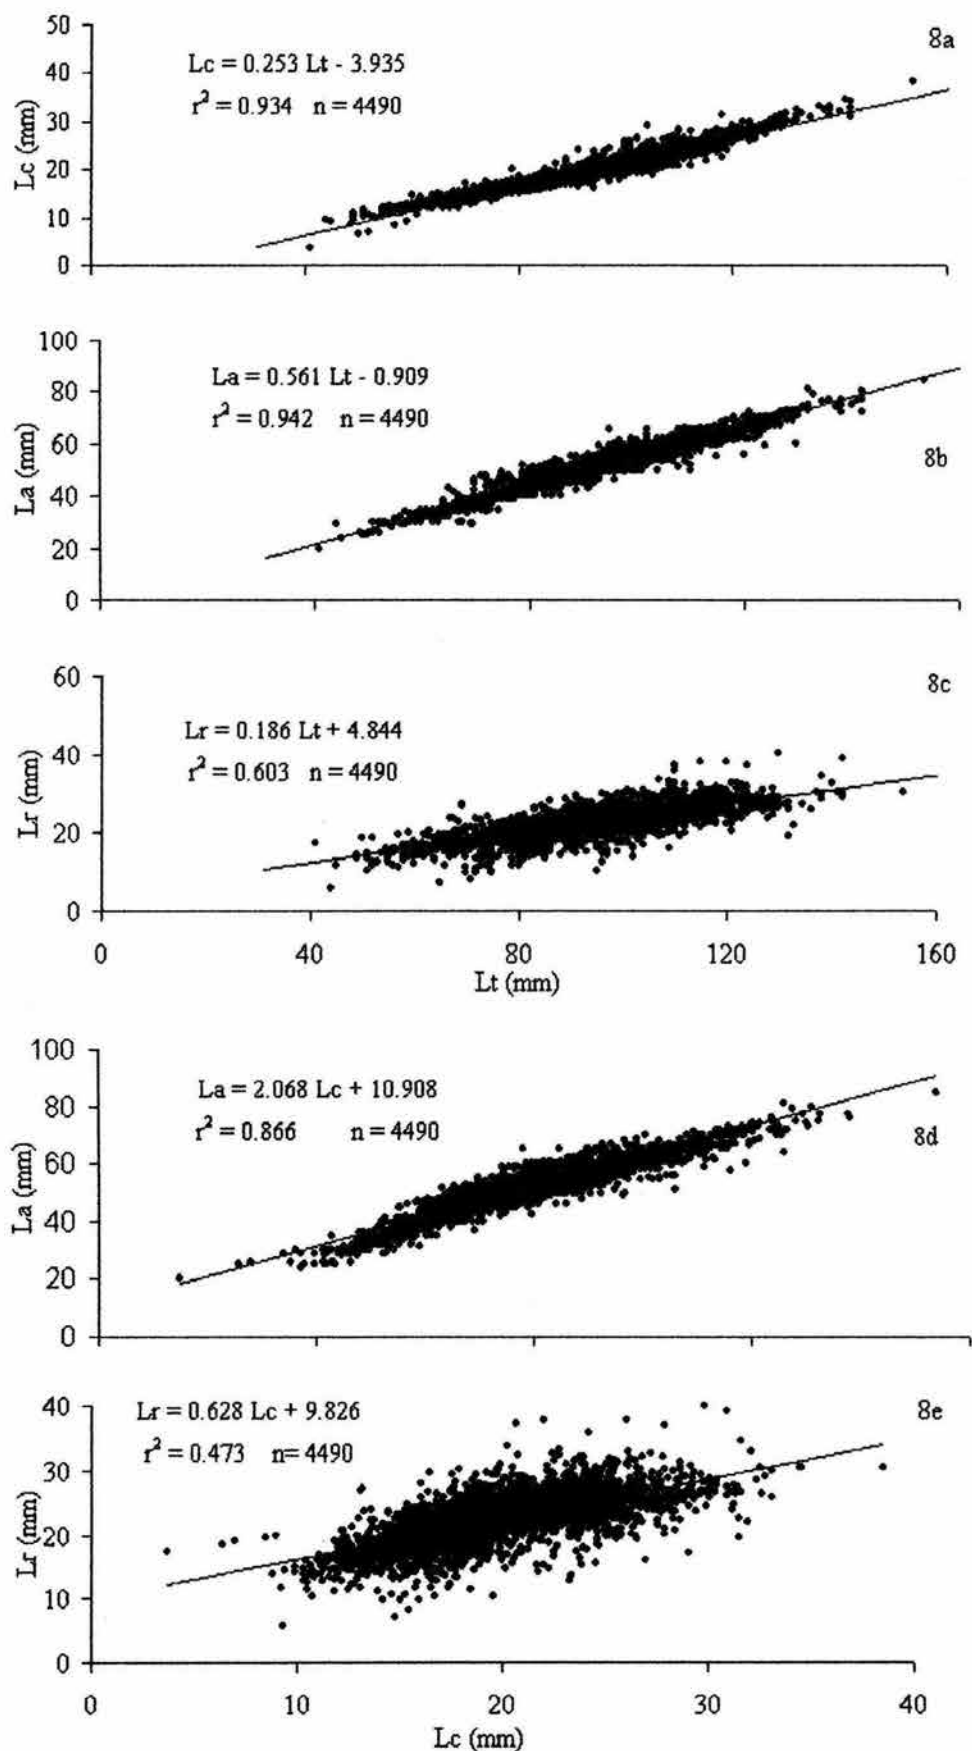 8a
Lc = 0.253 Lt - 3.935
r² = 0.934 n = 4490
50
40
30
20
10
0
Lc (mm)
La = 0.561 Lt - 0.909
r² = 0.942 n = 4490
8b
100
80
60
40
20
0
La (mm)
8c
Lr = 0.186 Lt + 4.844
r² = 0.603 n = 4490
60
40
20
0
Lr (mm)
0 40 80 120 160
Lt (mm)
La = 2.068 Lc + 10.908
r² = 0.866 n = 4490
8d
100
80
60
40
20
0
La (mm)
Lr = 0.628 Lc + 9.826
8e
r² = 0.473 n= 4490
40
30
20
10
0
Lr (mm)
0 10 20 30 40
Lc (mm)